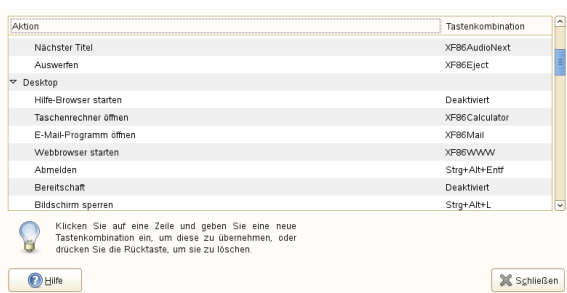 Aktion Tastenkombination
Nächster Titel XF86AudioNext
Auswerfen XF86Eject
Desktop
Hilfe-Browser starten Deaktiviert
Taschenrechner öffnen XF86Calculator
E-Mail-Programm öffnen XF86Mail
Webbrowser starten XF86WWW
Abmelden Strg+Alt+Entf
Bereitschaft Deaktiviert
Bildschirm sperren Strg+Alt+L
Klicken Sie auf eine Zeile und geben Sie eine neue
Tastenkombination ein, um diese zu übernehmen, oder
drücken Sie die Rücktaste, um sie zu löschen.
Hilfe Schließen